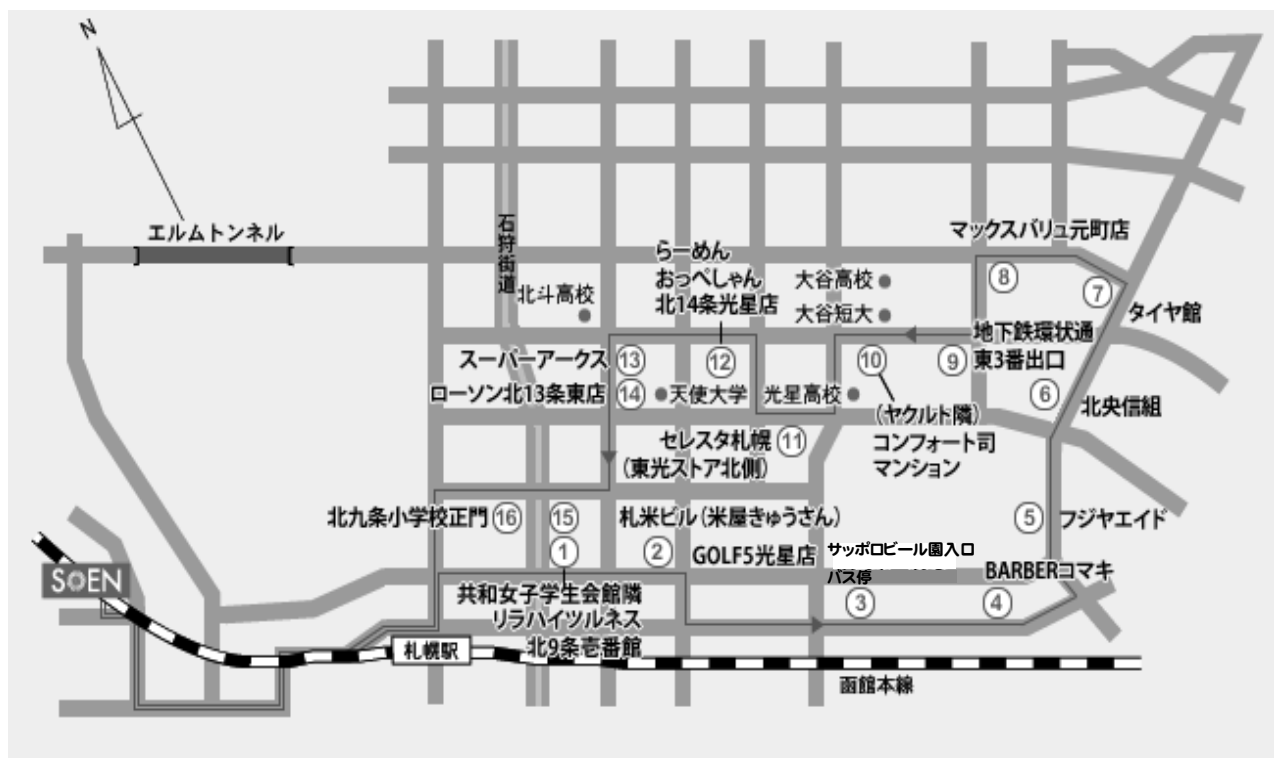 N
エルムトンネル
石狩街道
北斗高校
らーめん
おっぺしゃん
北14条光星店
大谷高校
大谷短大
マックスバリュ元町店
⑧
⑦
タイヤ館
地下鉄環状通
東3番出口
⑨
⑩
⑫
スーパーアークス ⑬
ローソン北13条東店 ⑭
天使大学
光星高校
⑥
北央信組
(ヤクルト隣)
コンフォート司
マンション
セレスタ札幌 ⑪
(東光ストア北側)
北九条小学校正門 ⑯
⑮
札米ビル(米屋きゅうさん)
⑤ フジヤエイド
①
②
GOLF5光星店
サッポロビール園入口
バス停
③
④
BARBERコマキ
SOEN
共和女子学生会館隣
リラハイツルネス
北9条壱番館
札幌駅
函館本線